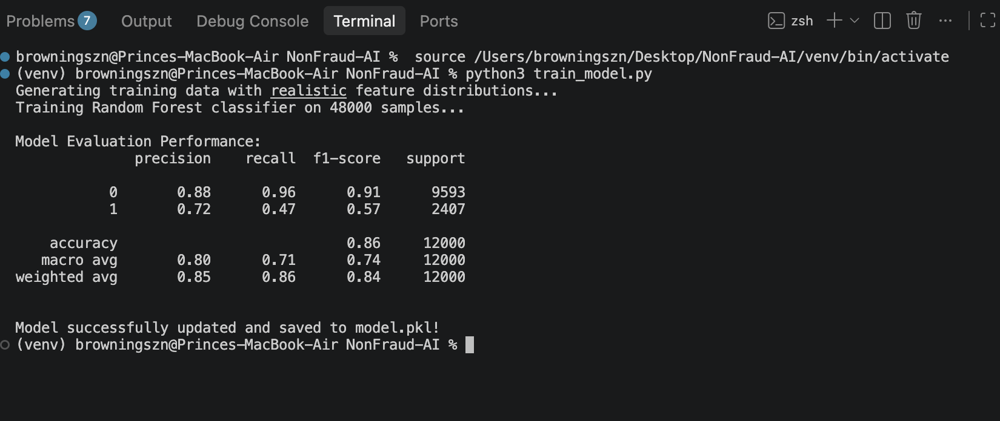 Problems 7 Output Debug Console Terminal Ports zsh
browningszn@Princes-MacBook-Air NonFraud-AI %  source /Users/browningszn/Desktop/NonFraud-AI/venv/bin/activate
(venv) browningszn@Princes-MacBook-Air NonFraud-AI % python3 train_model.py
Generating training data with realistic feature distributions...
Training Random Forest classifier on 48000 samples...
Model Evaluation Performance:
              precision    recall  f1-score   support
           0       0.88      0.96      0.91      9593
           1       0.72      0.47      0.57      2407
    accuracy                           0.86     12000
   macro avg       0.80      0.71      0.74     12000
weighted avg       0.85      0.86      0.84     12000
Model successfully updated and saved to model.pkl!
(venv) browningszn@Princes-MacBook-Air NonFraud-AI %